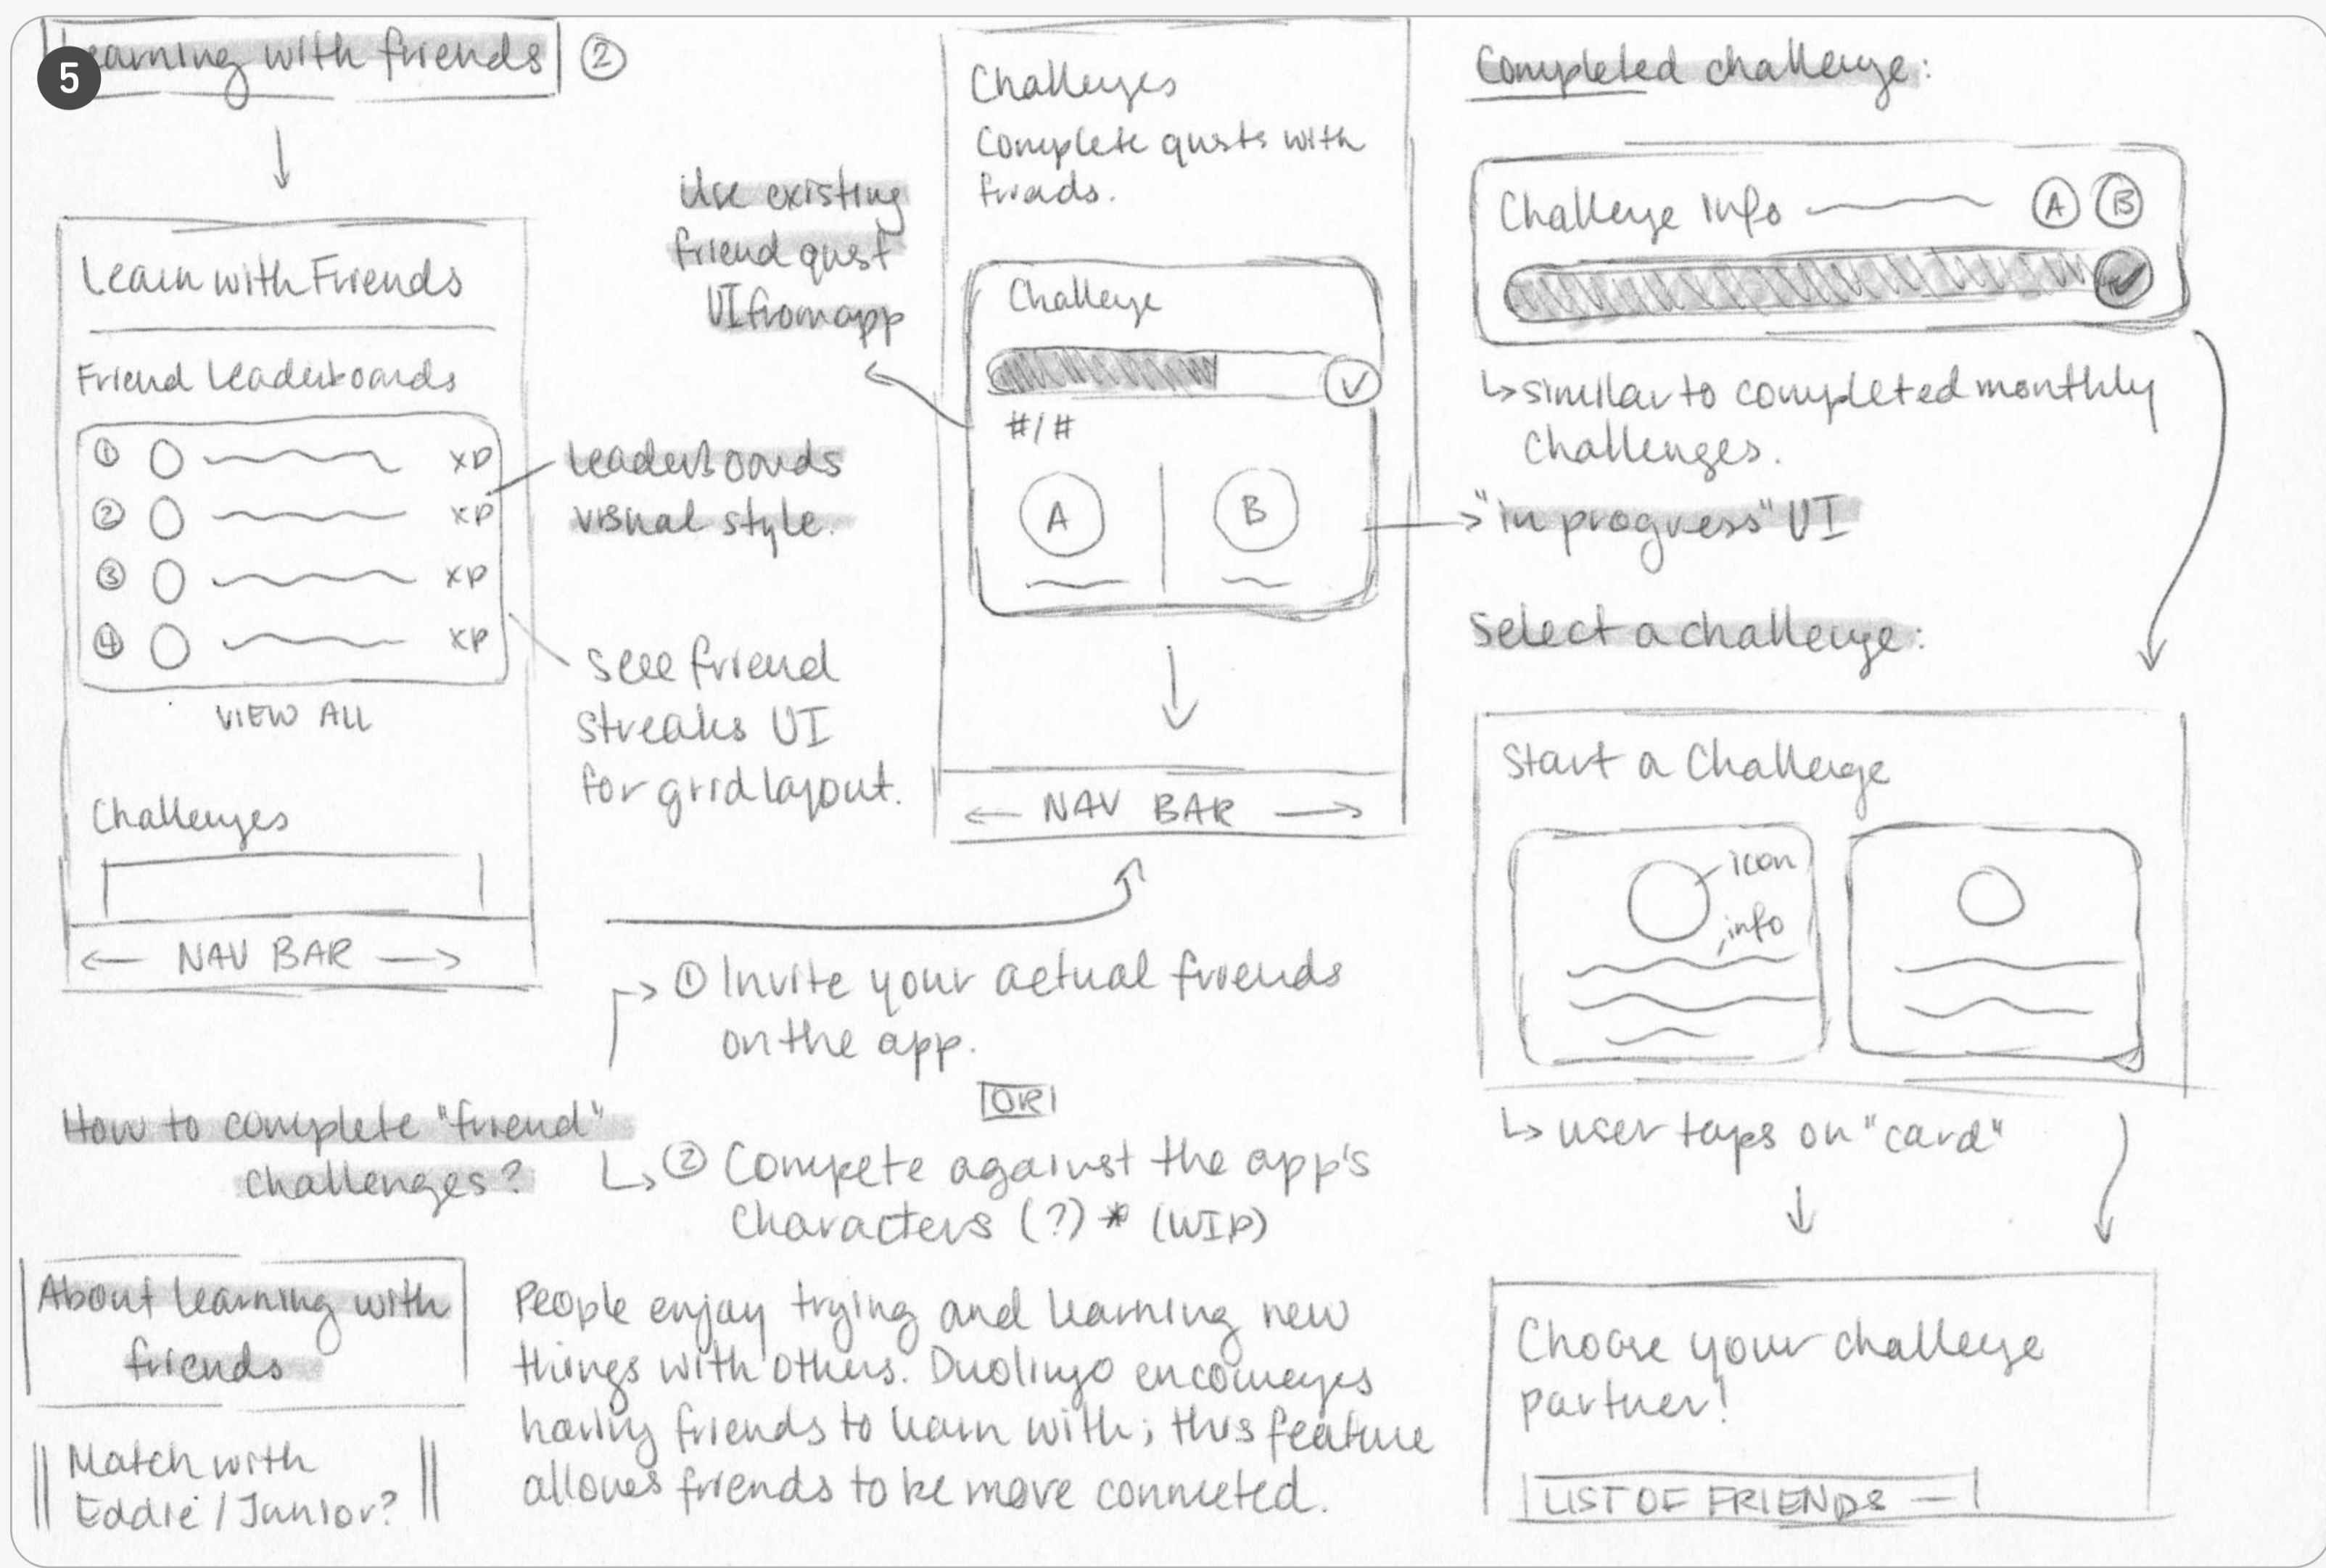 5
Learning with friends
②
Learn with Friends
Friend Leaderboards
① XP
② XP
③ XP
④ XP
VIEW ALL
Challenges
← NAV BAR →
Use existing
friend quest
UI from app
Leaderboards
visual style.
see friend
streaks UI
for grid layout.
Challenges
Complete quests with
friends.
Challenge
#/#
A
B
← NAV BAR →
Completed challenge:
Challenge Info
A
B
↳ similar to completed monthly
challenges.
→ "in progress" UI
Select a challenge:
Start a Challenge
icon
info
↳ user taps on "card"
Choose your challenge
partner!
LIST OF FRIENDS
How to complete "friend"
challenges?
① Invite your actual friends
on the app.
OR
② Compete against the app's
characters (?) * (WIP)
About learning with
friends
Match with
Eddie / Junior?
People enjoy trying and learning new
things with others. Duolingo encourages
having friends to learn with; this feature
allows friends to be more connected.